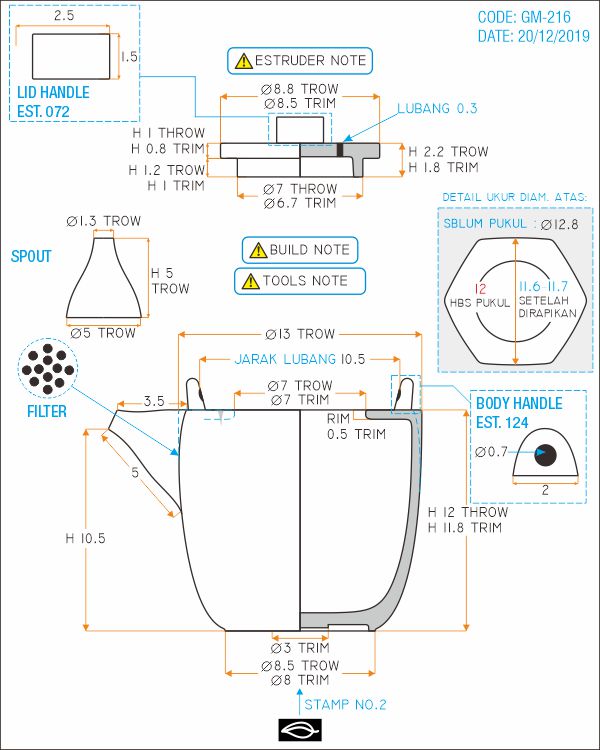 CODE: GM-216
DATE: 20/12/2019
2.5
1.5
LID HANDLE
EST. 072
ESTRUDER NOTE
Ø8.8 TROW
Ø8.5 TRIM
LUBANG 0.3
H 1 THROW
H 0.8 TRIM
H 1.2 TROW
H 1 TRIM
H 2.2 TROW
H 1.8 TRIM
Ø7 THROW
Ø6.7 TRIM
DETAIL UKUR DIAM. ATAS:
SBLUM PUKUL : Ø12.8
12
HBS PUKUL
11.6-11.7
SETELAH
DIRAPIKAN
Ø1.3 TROW
SPOUT
H 5
TROW
Ø5 TROW
BUILD NOTE
TOOLS NOTE
Ø13 TROW
JARAK LUBANG 10.5
FILTER
3.5
Ø7 TROW
Ø7 TRIM
RIM
0.5 TRIM
BODY HANDLE
EST. 124
Ø0.7
2
5
H 10.5
H 12 THROW
H 11.8 TRIM
Ø3 TRIM
Ø8.5 TROW
Ø8 TRIM
STAMP NO.2